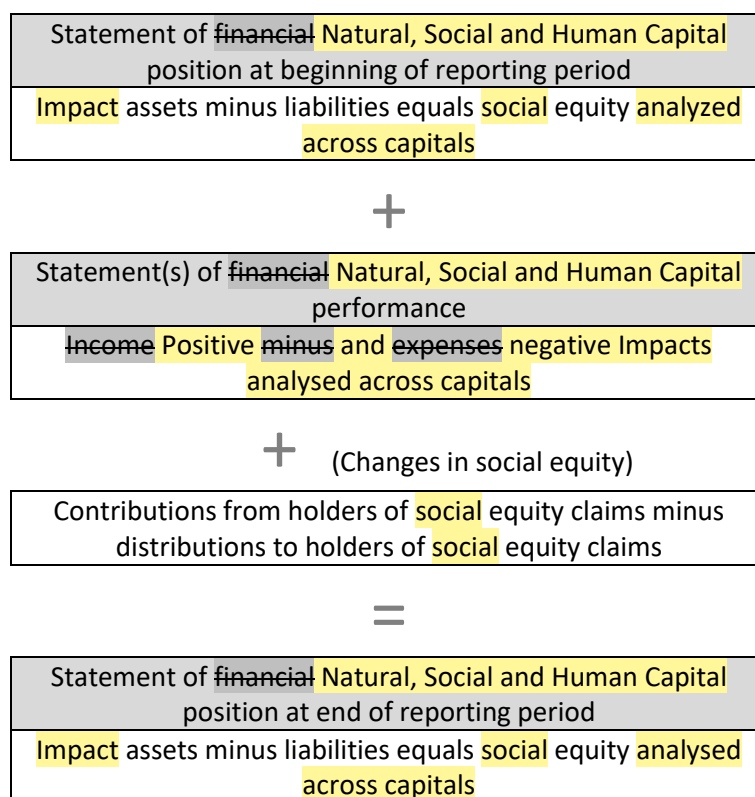 Statement of financial Natural, Social and Human Capital
position at beginning of reporting period
Impact assets minus liabilities equals social equity analyzed
across capitals
+
Statement(s) of financial Natural, Social and Human Capital
performance
Income Positive minus and expenses negative Impacts
analysed across capitals
+ (Changes in social equity)
Contributions from holders of social equity claims minus
distributions to holders of social equity claims
=
Statement of financial Natural, Social and Human Capital
position at end of reporting period
Impact assets minus liabilities equals social equity analysed
across capitals